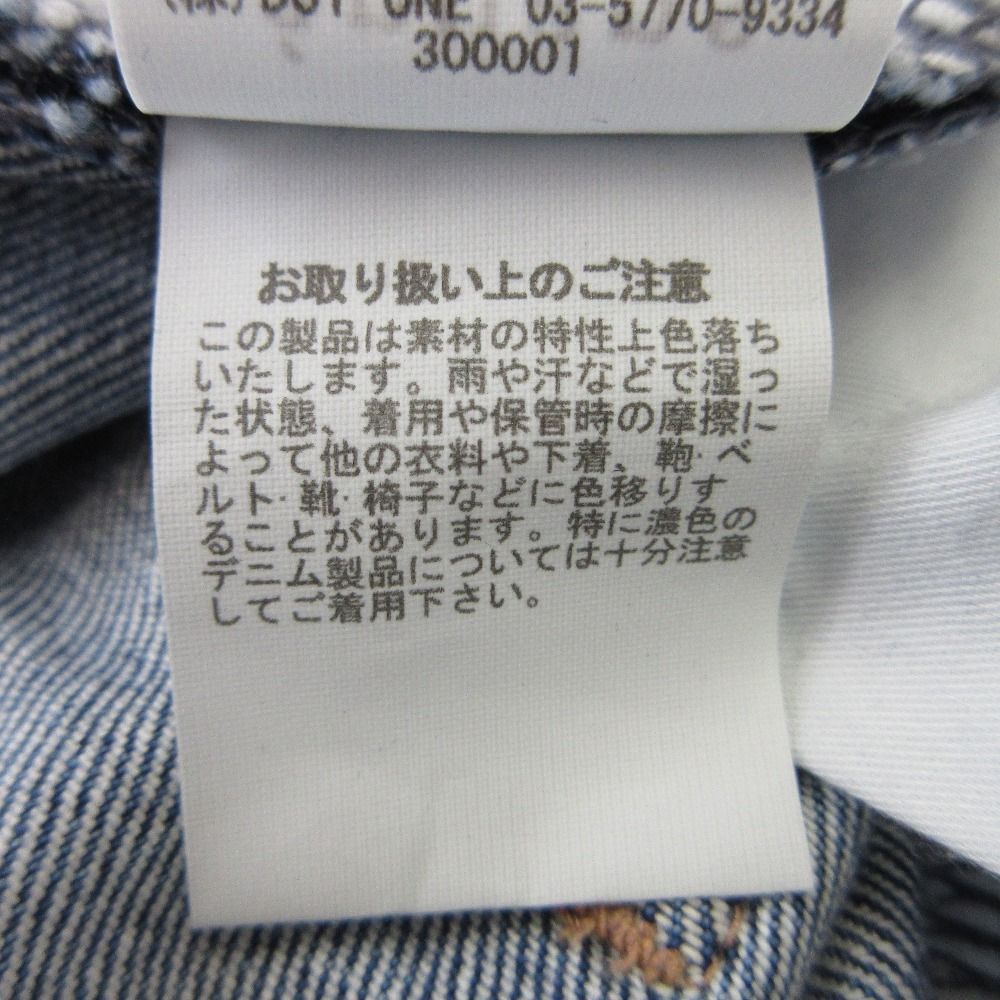 (株)DOT ONE 03-5770-9334
300001
お取り扱い上のご注意
この製品は素材の特性上色落ち
いたします。雨や汗などで湿っ
た状態、着用や保管時の摩擦に
よって他の衣料や下着、鞄・ベ
ルト・靴・椅子などに色移りす
ることがあります。特に濃色の
デニム製品については十分注意
してご着用下さい。